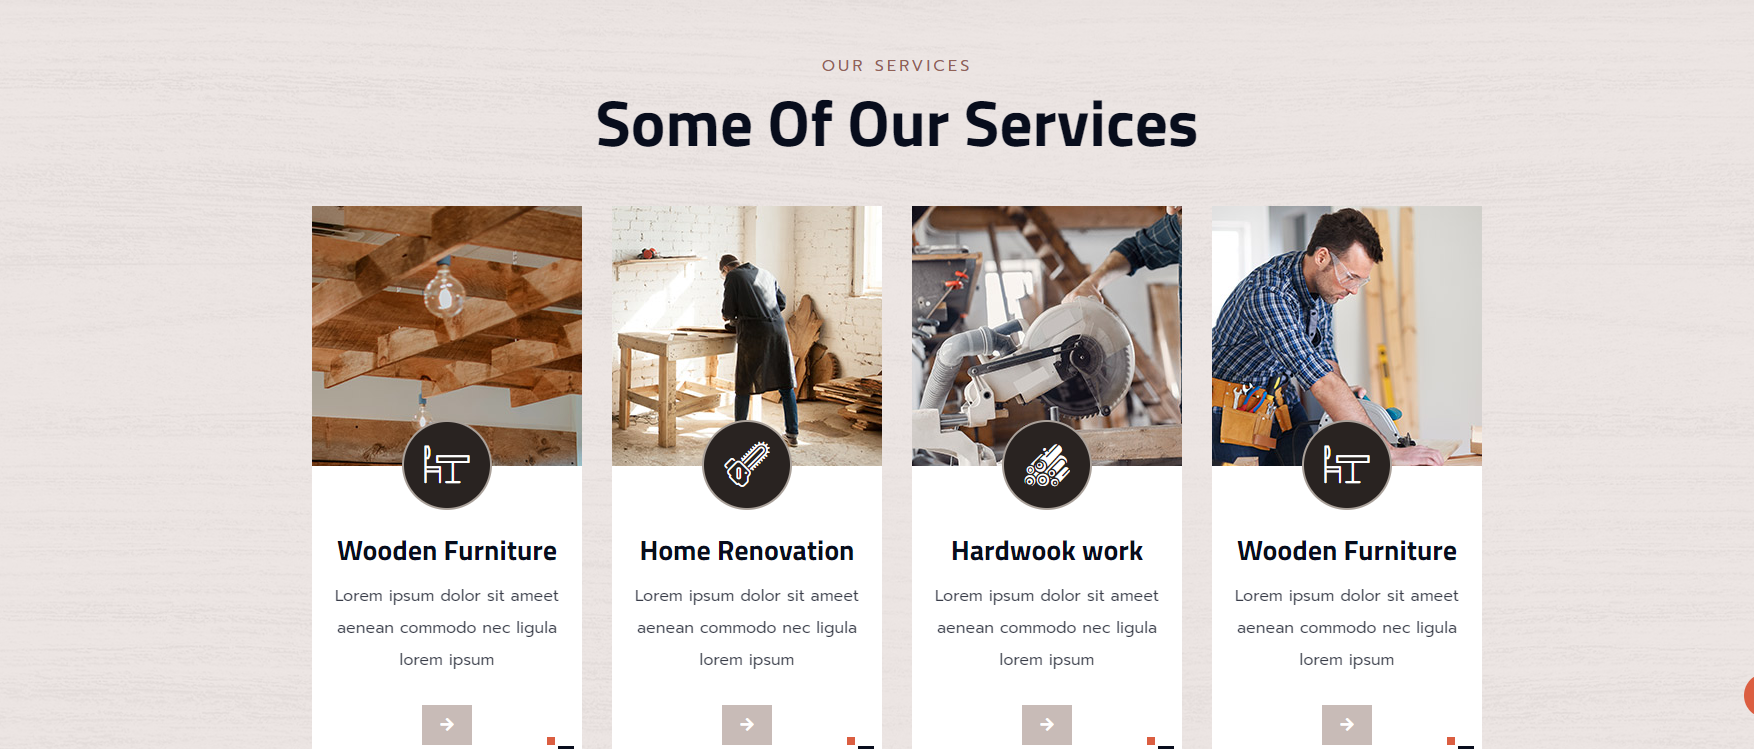 OUR SERVICES
Some Of Our Services
Wooden Furniture
Lorem ipsum dolor sit ameet
aenean commodo nec ligula
lorem ipsum
Home Renovation
Lorem ipsum dolor sit ameet
aenean commodo nec ligula
lorem ipsum
Hardwook work
Lorem ipsum dolor sit ameet
aenean commodo nec ligula
lorem ipsum
Wooden Furniture
Lorem ipsum dolor sit ameet
aenean commodo nec ligula
lorem ipsum